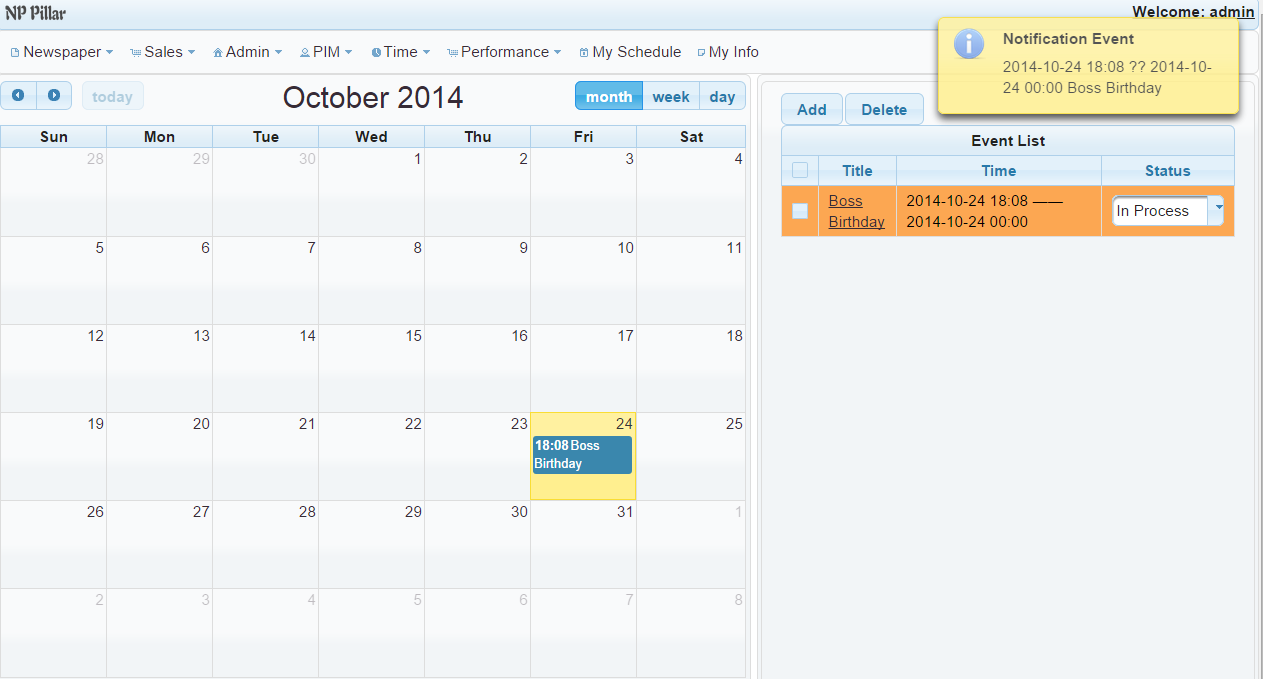 NP Pillar
Welcome: admin
Newspaper Sales Admin PIM Time Performance My Schedule My Info
Notification Event
2014-10-24 18:08 ?? 2014-10-
24 00:00 Boss Birthday
today
October 2014
month week day
Sun Mon Tue Wed Thu Fri Sat
28 29 30 1 2 3 4
5 6 7 8 9 10 11
12 13 14 15 16 17 18
19 20 21 22 23 24 25
18:08 Boss
Birthday
26 27 28 29 30 31 1
2 3 4 5 6 7 8
Add Delete
Event List
Title Time Status
Boss
Birthday
2014-10-24 18:08 ——
2014-10-24 00:00
In Process